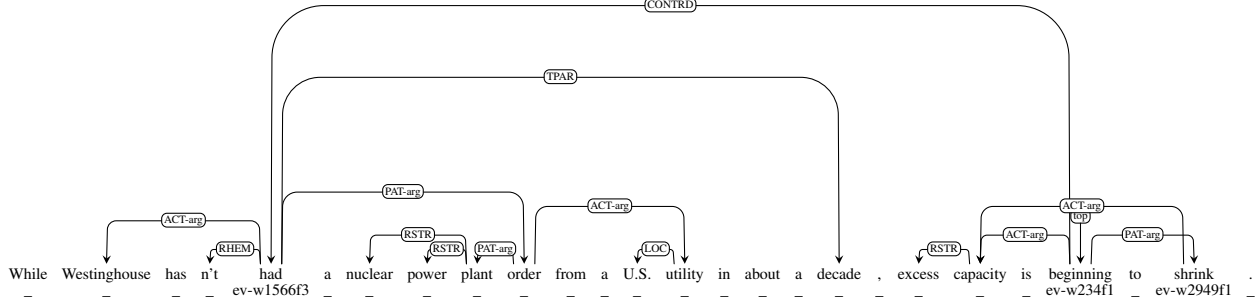 CONTRD
TPAR
PAT-arg
ACT-arg ACT-arg ACT-arg
top
RHEM RSTR RSTR PAT-arg LOC RSTR ACT-arg PAT-arg
While Westinghouse has n't had a nuclear power plant order from a U.S. utility in about a decade , excess capacity is beginning to shrink .
_ _ _ _ ev-w1566f3 _ _ _ _ _ _ _ _ _ _ _ _ _ _ _ _ _ ev-w234f1 _ ev-w2949f1 _